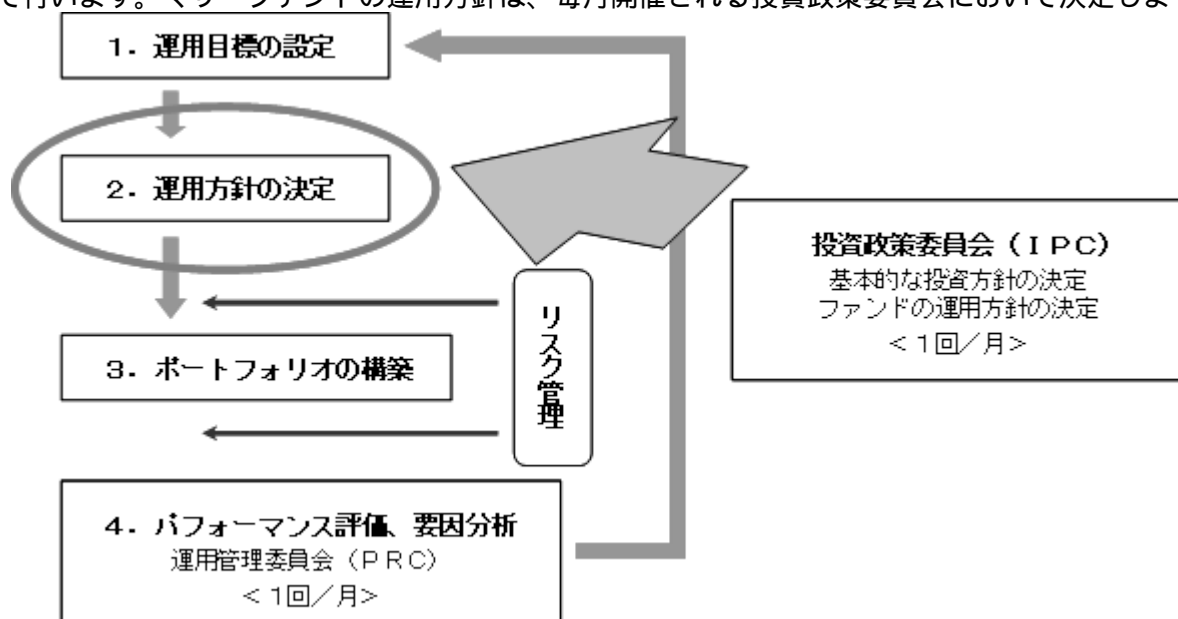 て行います。マザーファンドの運用方針は、毎月開催される投資政策委員会において決定しま
1．運用目標の設定
2．運用方針の決定
投資政策委員会（ＩＰＣ）
基本的な投資方針の決定
ファンドの運用方針の決定
＜１回／月＞
リスク管理
3．ポートフォリオの構築
4．パフォーマンス評価、要因分析
運用管理委員会（ＰＲＣ）
＜１回／月＞